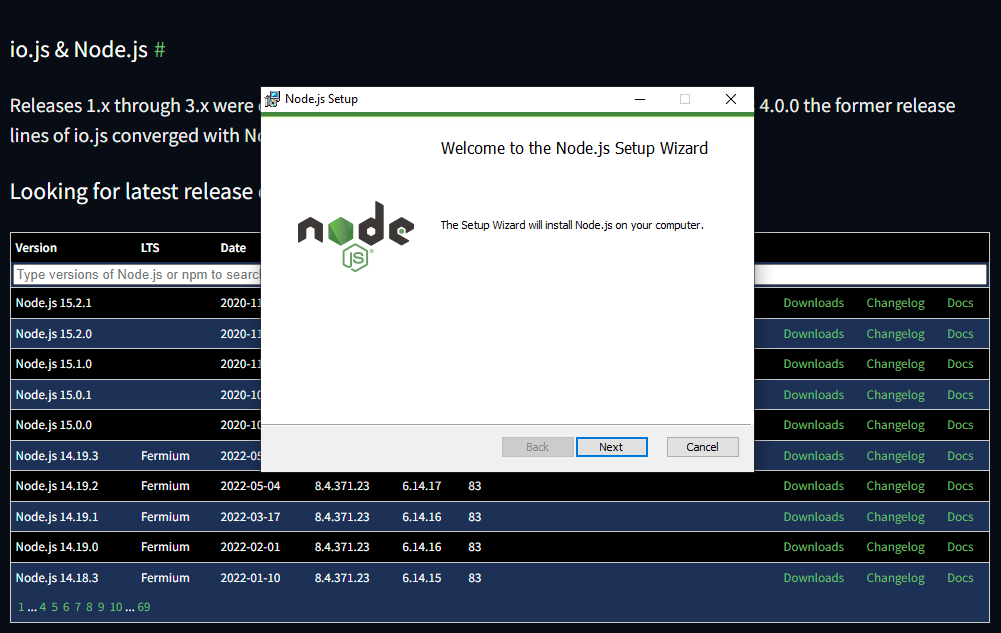 io.js & Node.js #
Releases 1.x through 3.x were 4.0.0 the former release
lines of io.js converged with
Looking for latest release
Node.js Setup
Welcome to the Node.js Setup Wizard
node
JS
The Setup Wizard will install Node.js on your computer.
Back Next Cancel
Version LTS Date
Type versions of Node.js or npm to search
Node.js 15.2.1 2020-11 Downloads Changelog Docs
Node.js 15.2.0 2020-11 Downloads Changelog Docs
Node.js 15.1.0 2020-11 Downloads Changelog Docs
Node.js 15.0.1 2020-10 Downloads Changelog Docs
Node.js 15.0.0 2020-10 Downloads Changelog Docs
Node.js 14.19.3 Fermium 2022-05 Downloads Changelog Docs
Node.js 14.19.2 Fermium 2022-05-04 8.4.371.23 6.14.17 83 Downloads Changelog Docs
Node.js 14.19.1 Fermium 2022-03-17 8.4.371.23 6.14.16 83 Downloads Changelog Docs
Node.js 14.19.0 Fermium 2022-02-01 8.4.371.23 6.14.16 83 Downloads Changelog Docs
Node.js 14.18.3 Fermium 2022-01-10 8.4.371.23 6.14.15 83 Downloads Changelog Docs
1 ... 4 5 6 7 8 9 10 ... 69